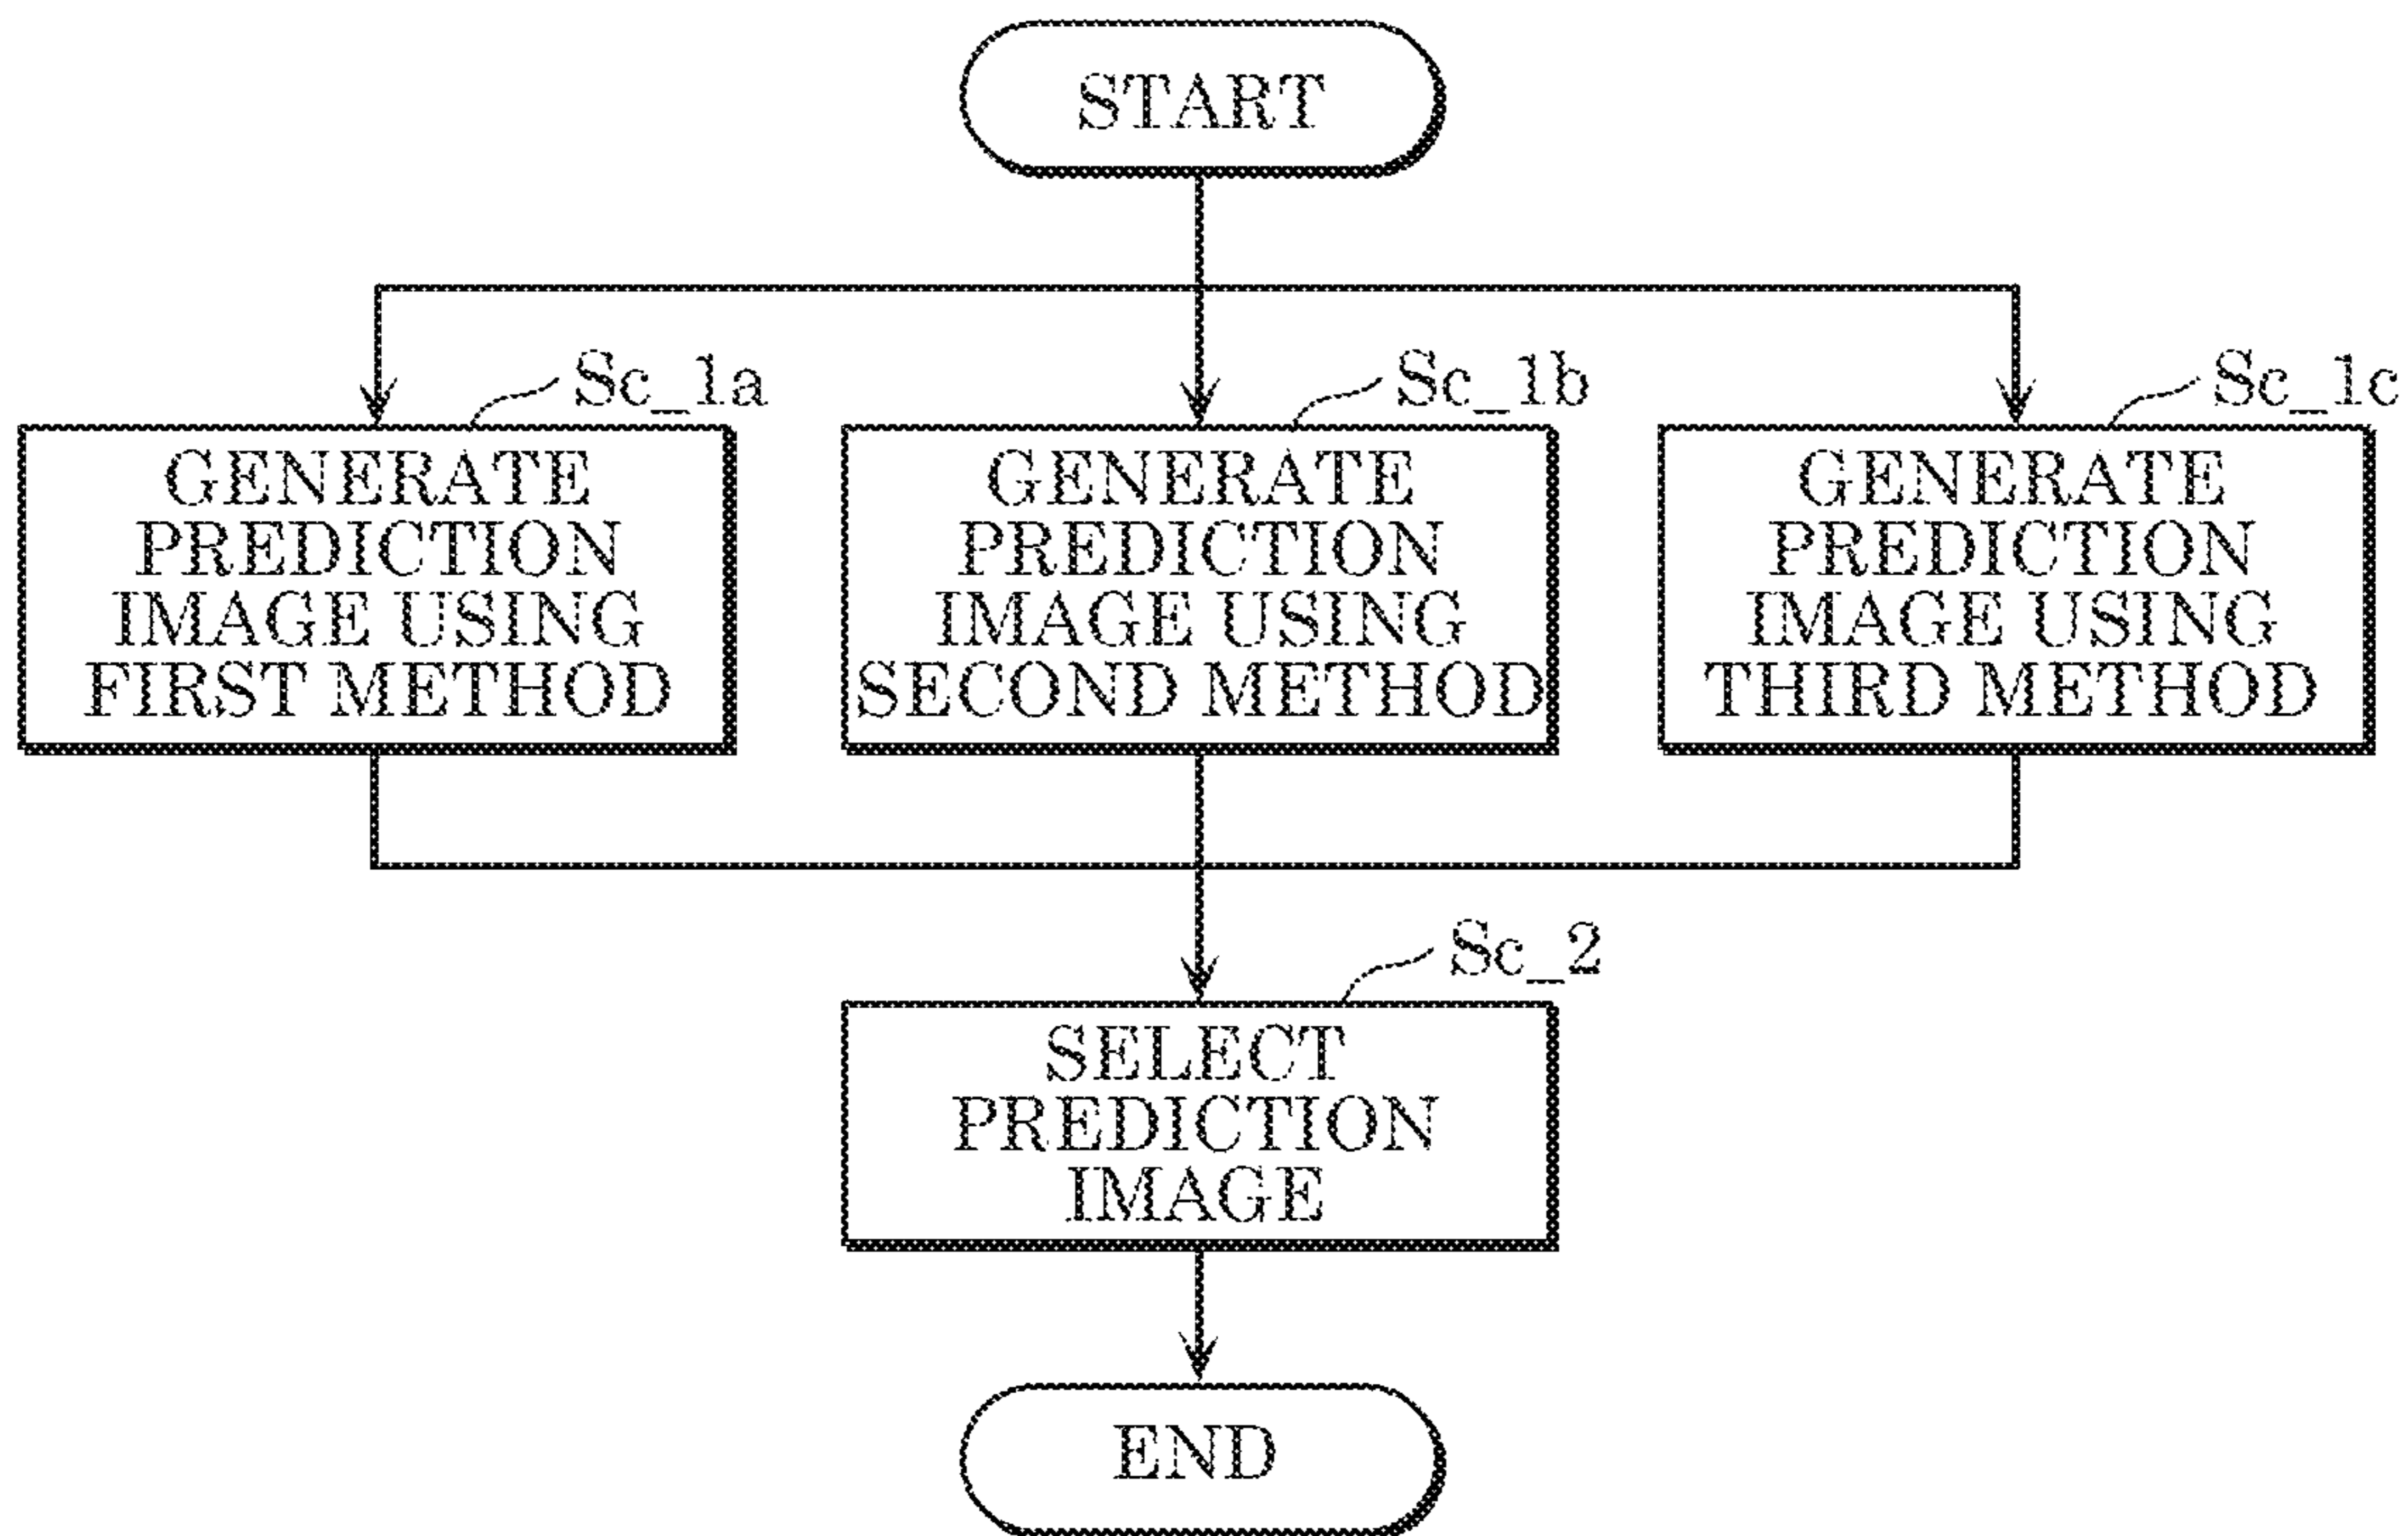 START
Sc_1a
GENERATE
PREDICTION
IMAGE USING
FIRST METHOD
Sc_1b
GENERATE
PREDICTION
IMAGE USING
SECOND METHOD
Sc_1c
GENERATE
PREDICTION
IMAGE USING
THIRD METHOD
Sc_2
SELECT
PREDICTION
IMAGE
END